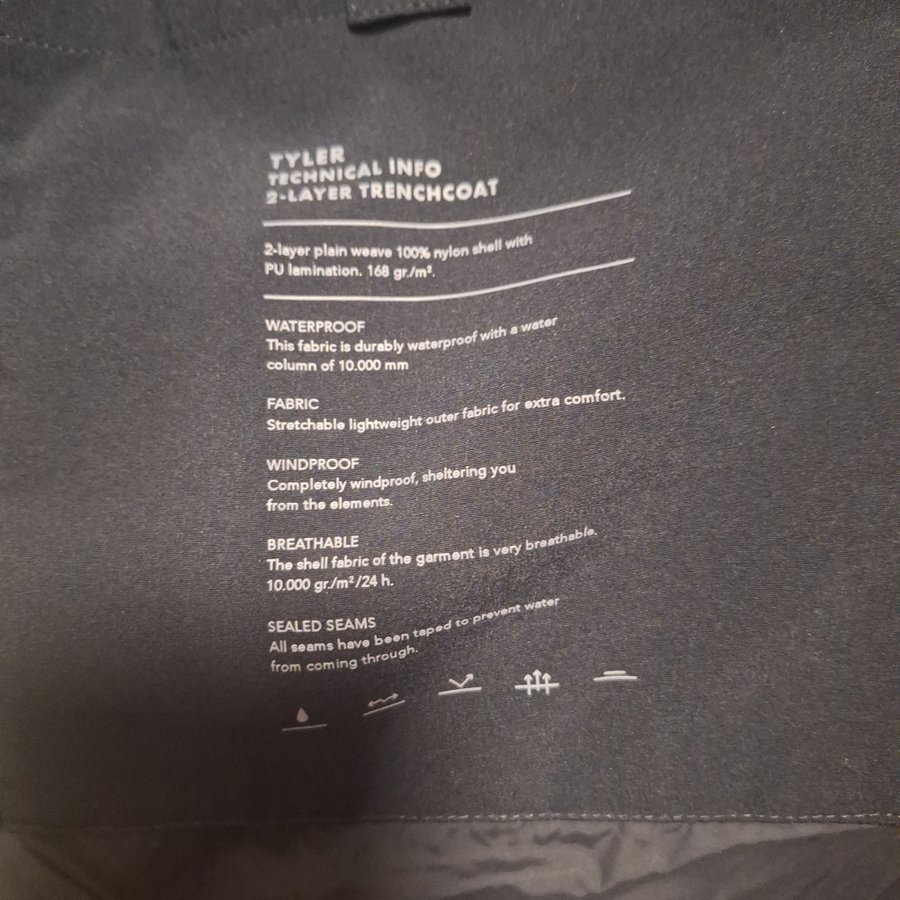 TYLER
TECHNICAL INFO
2-LAYER TRENCHCOAT
2-layer plain weave 100% nylon shell with
PU lamination. 168 gr./m².
WATERPROOF
This fabric is durably waterproof with a water
column of 10.000 mm
FABRIC
Stretchable lightweight outer fabric for extra comfort.
WINDPROOF
Completely windproof, sheltering you
from the elements.
BREATHABLE
The shell fabric of the garment is very breathable.
10.000 gr./m²/24 h.
SEALED SEAMS
All seams have been taped to prevent water
from coming through.